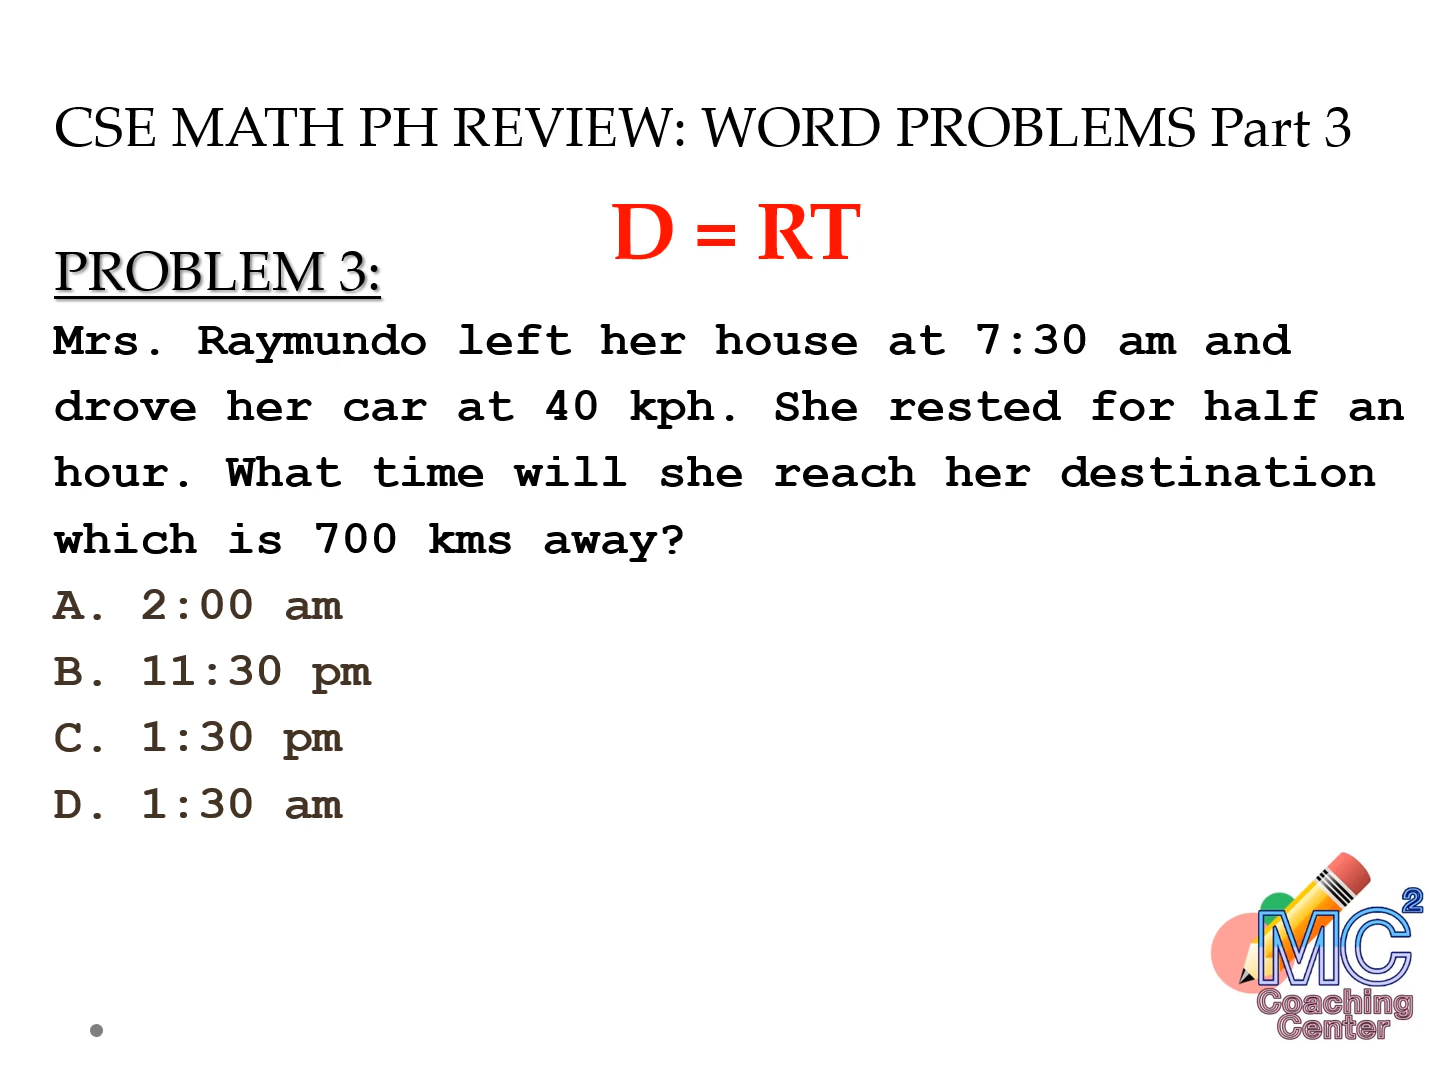 CSE MATH PH REVIEW: WORD PROBLEMS Part 3
D = RT
PROBLEM 3:
Mrs. Raymundo left her house at 7:30 am and
drove her car at 40 kph. She rested for half an
hour. What time will she reach her destination
which is 700 kms away?
A. 2:00 am
B. 11:30 pm
C. 1:30 pm
D. 1:30 am
MC2
Coaching
Center